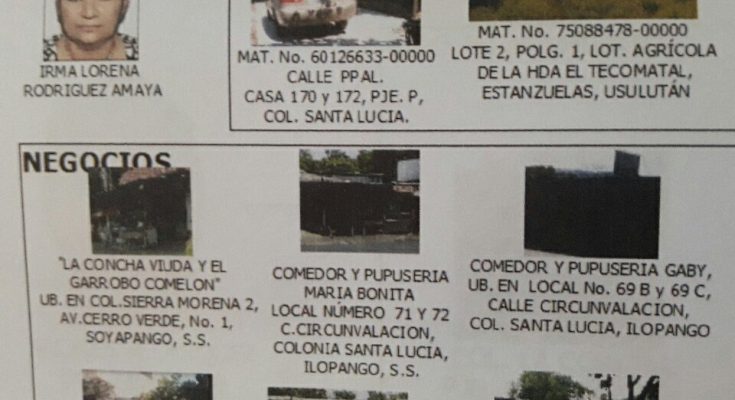 IRMA LORENA
RODRIGUEZ AMAYA
MAT. No. 60126633-00000
CALLE PPAL.
CASA 170 y 172, PJE. P,
COL. SANTA LUCIA.
MAT. No. 75088478-00000
LOTE 2, POLG. 1, LOT. AGRÍCOLA
DE LA HDA EL TECOMATAL,
ESTANZUELAS, USULUTÁN
NEGOCIOS
"LA CONCHA VIUDA Y EL
GARROBO COMELON"
UB. EN COL.SIERRA MORENA 2,
AV.CERRO VERDE, No. 1,
SOYAPANGO, S.S.
COMEDOR Y PUPUSERIA
MARIA BONITA
LOCAL NÚMERO 71 Y 72
C.CIRCUNVALACION,
COLONIA SANTA LUCIA,
ILOPANGO, S.S.
COMEDOR Y PUPUSERIA GABY,
UB. EN LOCAL No. 69 B y 69 C,
CALLE CIRCUNVALACION,
COL. SANTA LUCIA, ILOPANGO